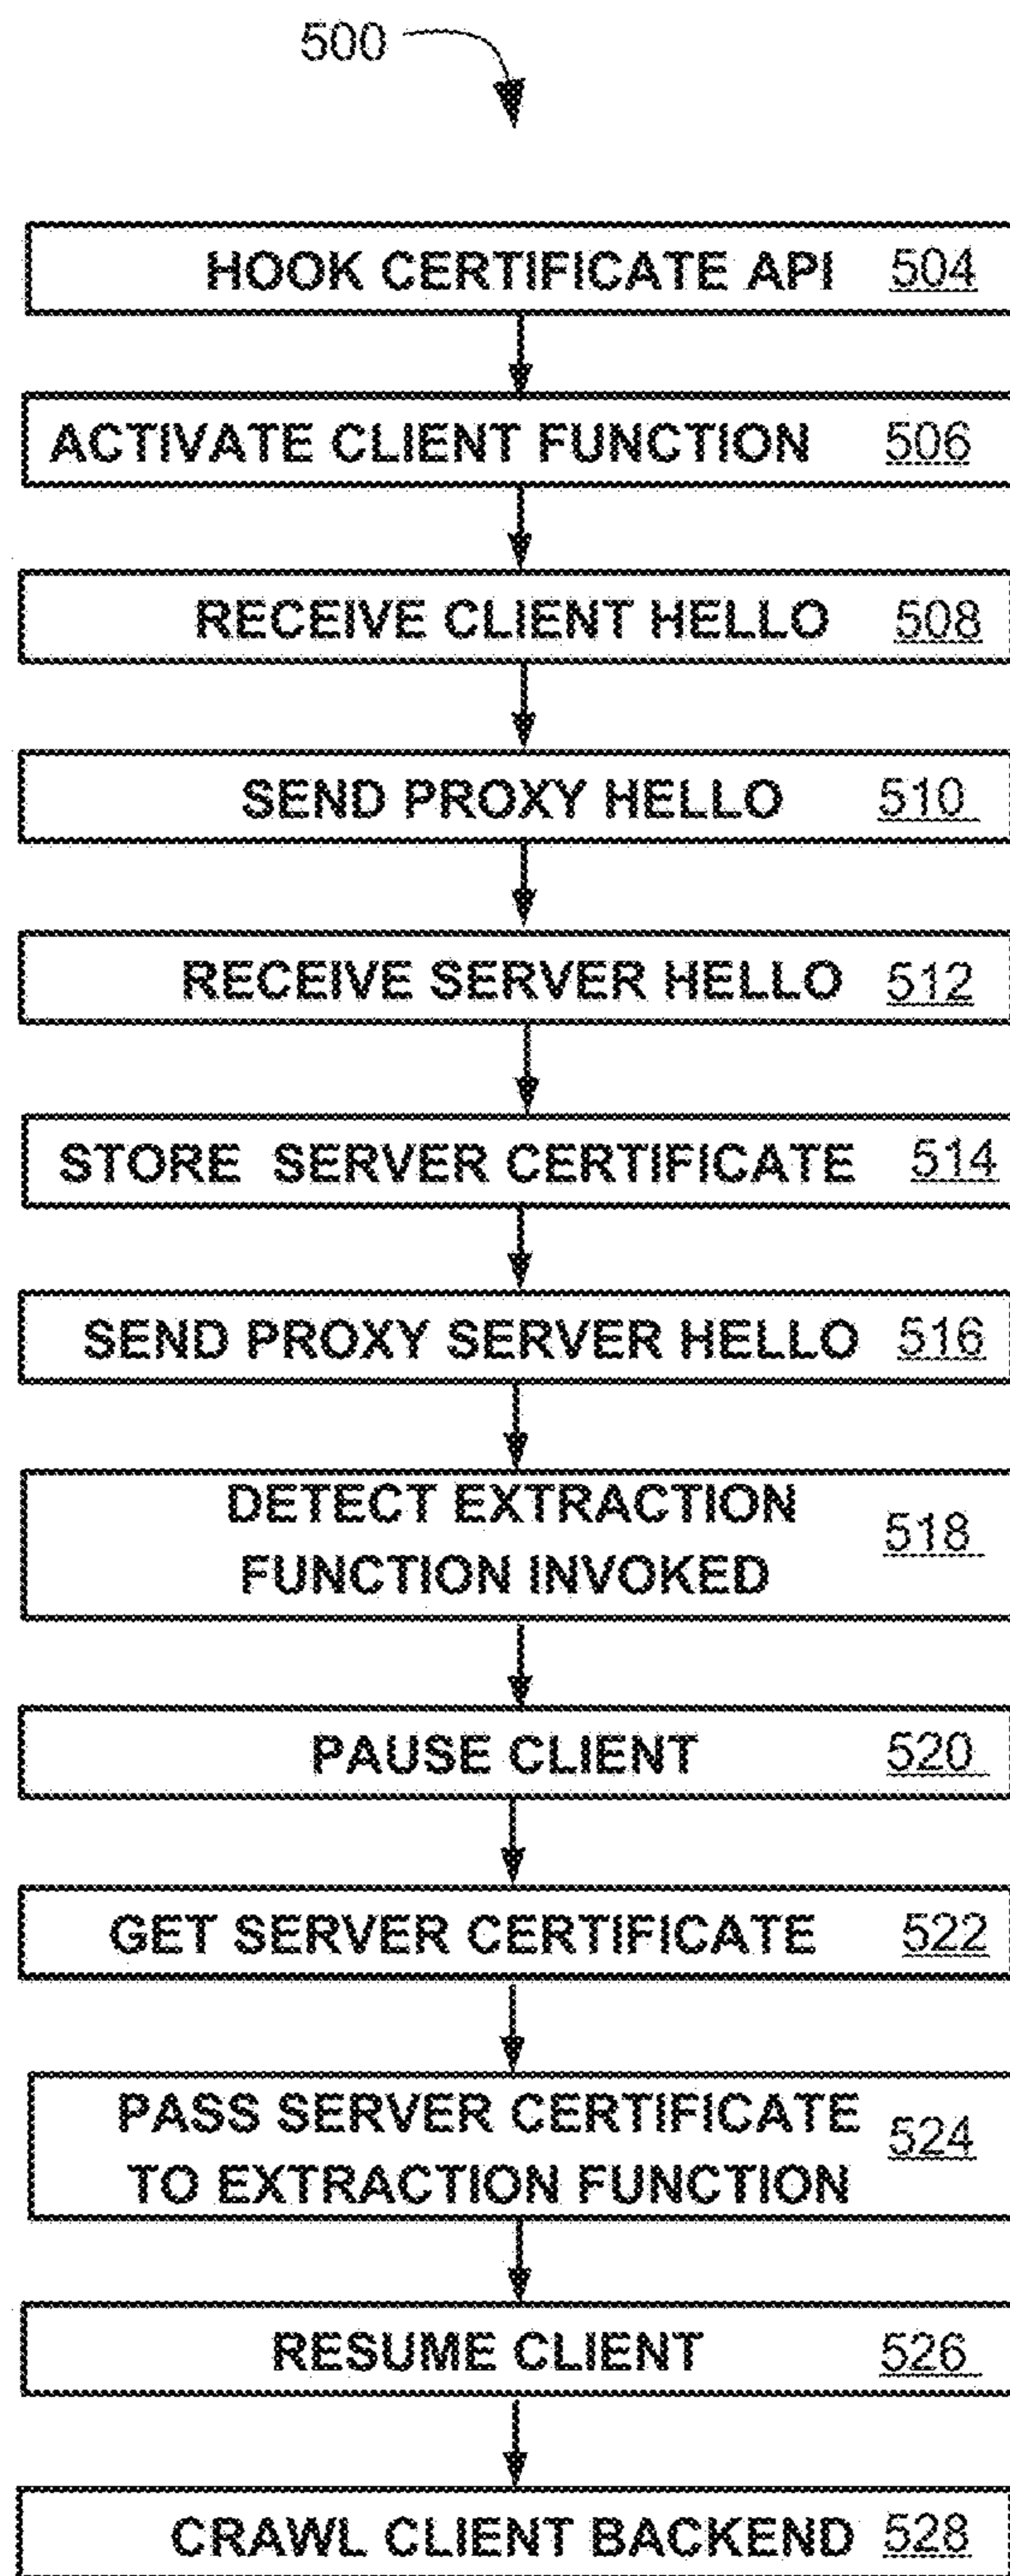 500
HOOK CERTIFICATE API 504
ACTIVATE CLIENT FUNCTION 506
RECEIVE CLIENT HELLO 508
SEND PROXY HELLO 510
RECEIVE SERVER HELLO 512
STORE SERVER CERTIFICATE 514
SEND PROXY SERVER HELLO 516
DETECT EXTRACTION
FUNCTION INVOKED 518
PAUSE CLIENT 520
GET SERVER CERTIFICATE 522
PASS SERVER CERTIFICATE
TO EXTRACTION FUNCTION 524
RESUME CLIENT 526
CRAWL CLIENT BACKEND 528